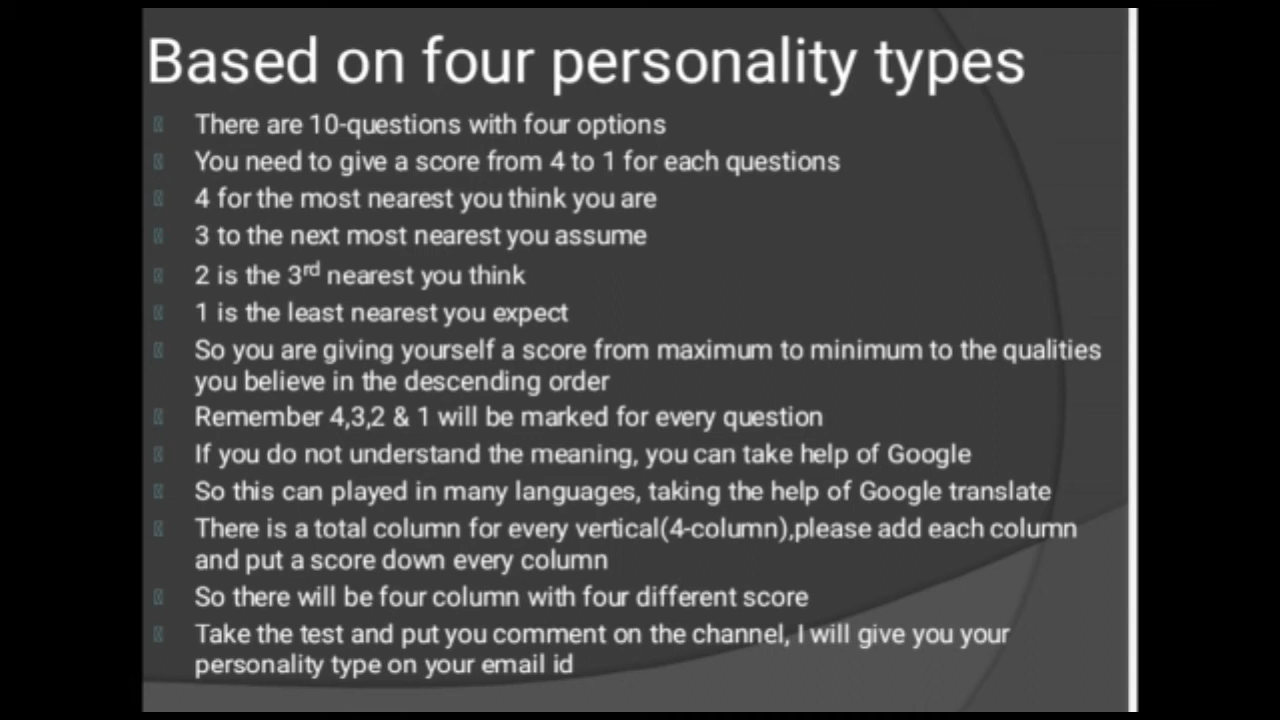 Based on four personality types
There are 10-questions with four options
You need to give a score from 4 to 1 for each questions
4 for the most nearest you think you are
3 to the next most nearest you assume
2 is the 3rd nearest you think
1 is the least nearest you expect
So you are giving yourself a score from maximum to minimum to the qualities
you believe in the descending order
Remember 4,3,2 & 1 will be marked for every question
If you do not understand the meaning, you can take help of Google
So this can played in many languages, taking the help of Google translate
There is a total column for every vertical(4-column),please add each column
and put a score down every column
So there will be four column with four different score
Take the test and put you comment on the channel, I will give you your
personality type on your email id